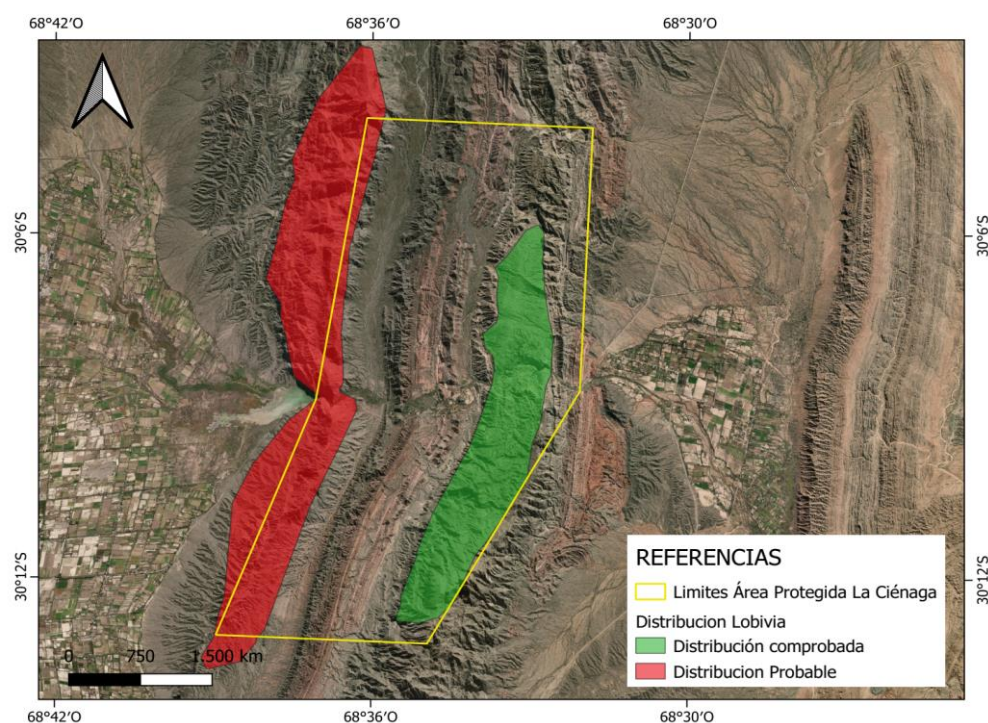 68°42′O 68°36′O 68°30′O
30°6′S 30°6′S
30°12′S 30°12′S
REFERENCIAS
Limites Área Protegida La Ciénaga
Distribucion Lobivia
Distribución comprobada
Distribucion Probable
0 750 1.500 km
68°42′O 68°36′O 68°30′O